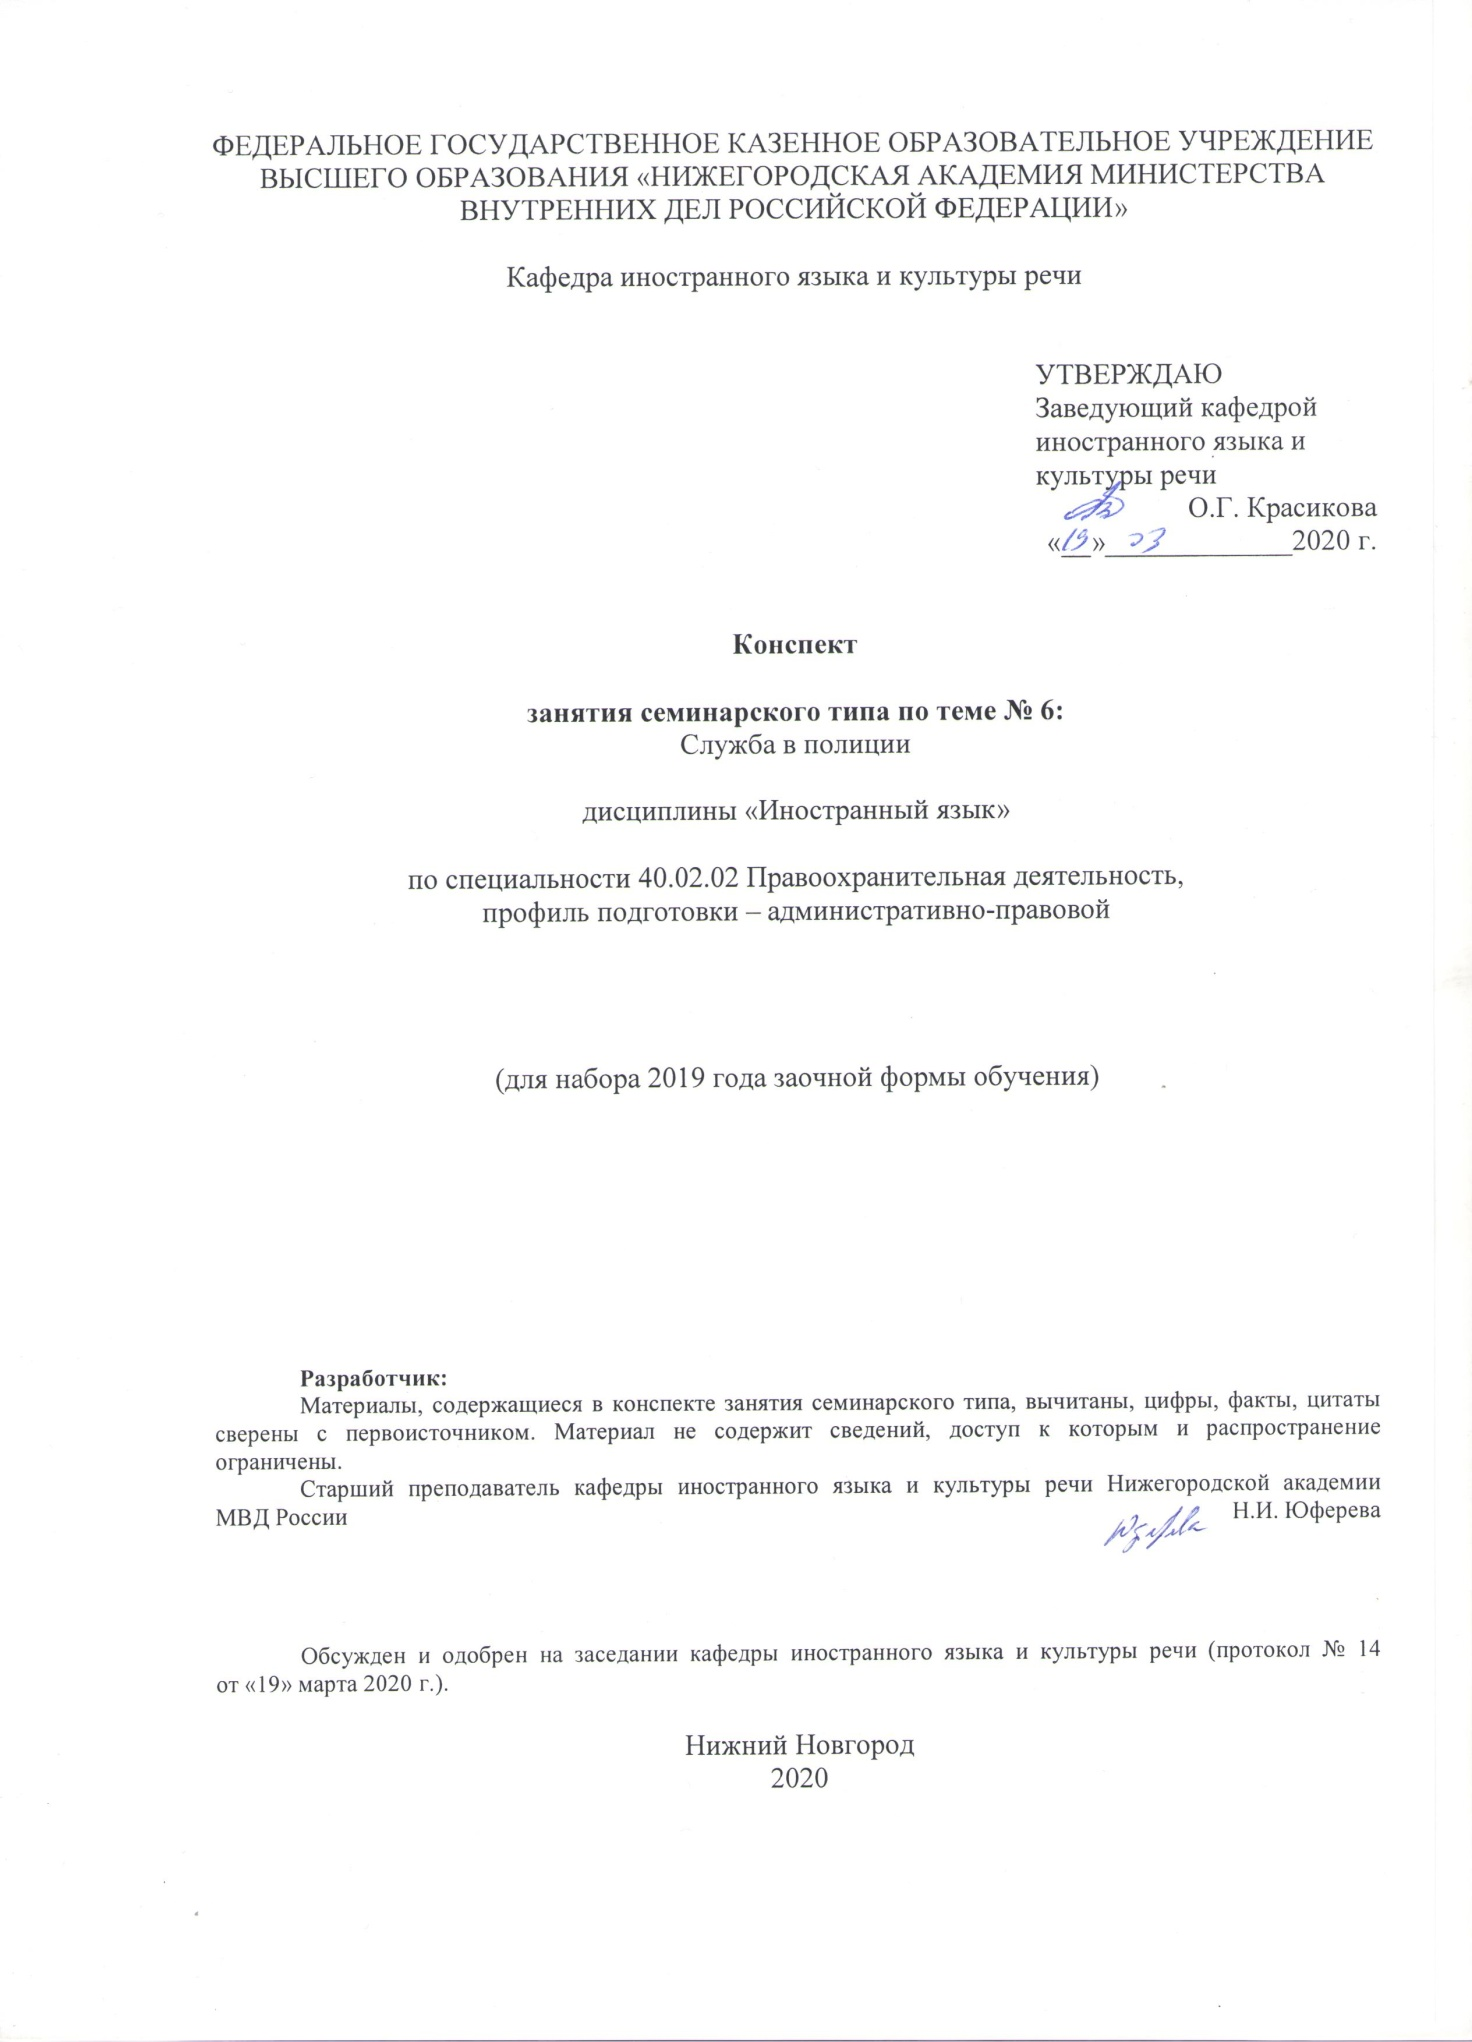 ФЕДЕРАЛЬНОЕ ГОСУДАРСТВЕННОЕ КАЗЕННОЕ ОБРАЗОВАТЕЛЬНОЕ УЧРЕЖДЕНИЕ
ВЫСШЕГО ОБРАЗОВАНИЯ «НИЖЕГОРОДСКАЯ АКАДЕМИЯ МИНИСТЕРСТВА
ВНУТРЕННИХ ДЕЛ РОССИЙСКОЙ ФЕДЕРАЦИИ»
Кафедра иностранного языка и культуры речи
УТВЕРЖДАЮ
Заведующий кафедрой
иностранного языка и
культуры речи
О.Г. Красикова
«19» 03 2020 г.
Конспект
занятия семинарского типа по теме № 6:
Служба в полиции
дисциплины «Иностранный язык»
по специальности 40.02.02 Правоохранительная деятельность,
профиль подготовки – административно-правовой
(для набора 2019 года заочной формы обучения)
Разработчик:
Материалы, содержащиеся в конспекте занятия семинарского типа, вычитаны, цифры, факты, цитаты
сверены с первоисточником. Материал не содержит сведений, доступ к которым и распространение
ограничены.
Старший преподаватель кафедры иностранного языка и культуры речи Нижегородской академии
МВД России Н.И. Юферева
Обсужден и одобрен на заседании кафедры иностранного языка и культуры речи (протокол № 14
от «19» марта 2020 г.).
Нижний Новгород
2020